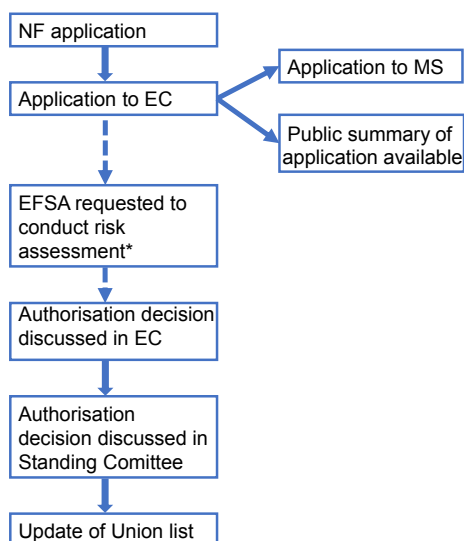 NF application
Application to EC
Application to MS
Public summary of
application available
EFSA requested to
conduct risk
assessment*
Authorisation decision
discussed in EC
Authorisation
decision discussed in
Standing Comittee
Update of Union list